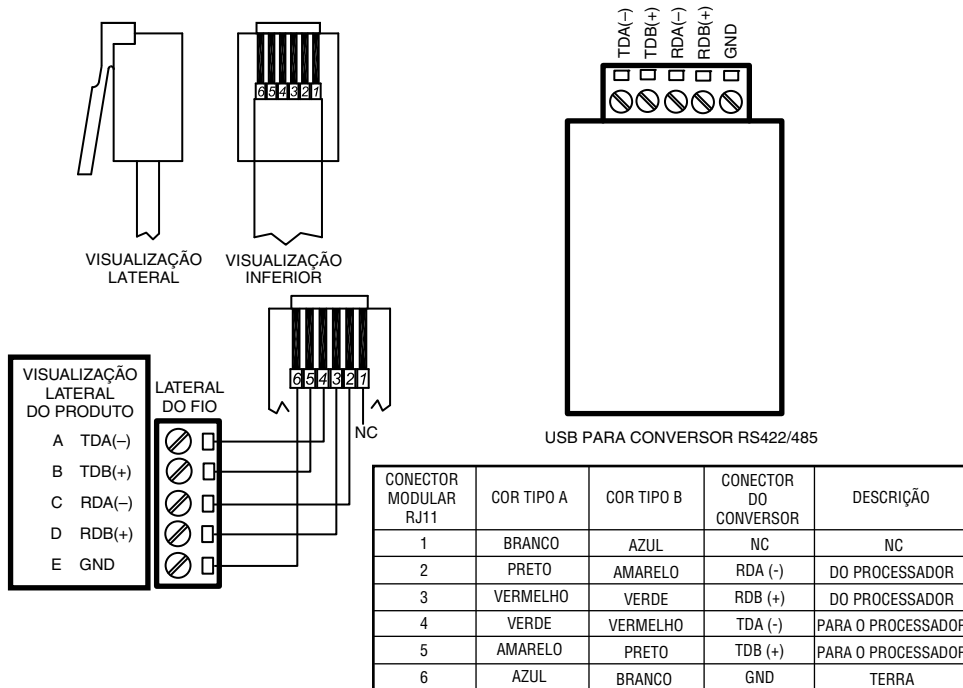 TDA(–)
TDB(+)
RDA(–)
RDB(+)
GND
6 5 4 3 2 1
VISUALIZAÇÃO
LATERAL
VISUALIZAÇÃO
INFERIOR
6 5 4 3 2 1
NC
VISUALIZAÇÃO
LATERAL
DO PRODUTO
A TDA(–)
B TDB(+)
C RDA(–)
D RDB(+)
E GND
LATERAL
DO FIO
USB PARA CONVERSOR RS422/485
CONECTOR
MODULAR
RJ11
COR TIPO A
COR TIPO B
CONECTOR
DO
CONVERSOR
DESCRIÇÃO
1 BRANCO AZUL NC NC
2 PRETO AMARELO RDA (-) DO PROCESSADOR
3 VERMELHO VERDE RDB (+) DO PROCESSADOR
4 VERDE VERMELHO TDA (-) PARA O PROCESSADOR
5 AMARELO PRETO TDB (+) PARA O PROCESSADOR
6 AZUL BRANCO GND TERRA